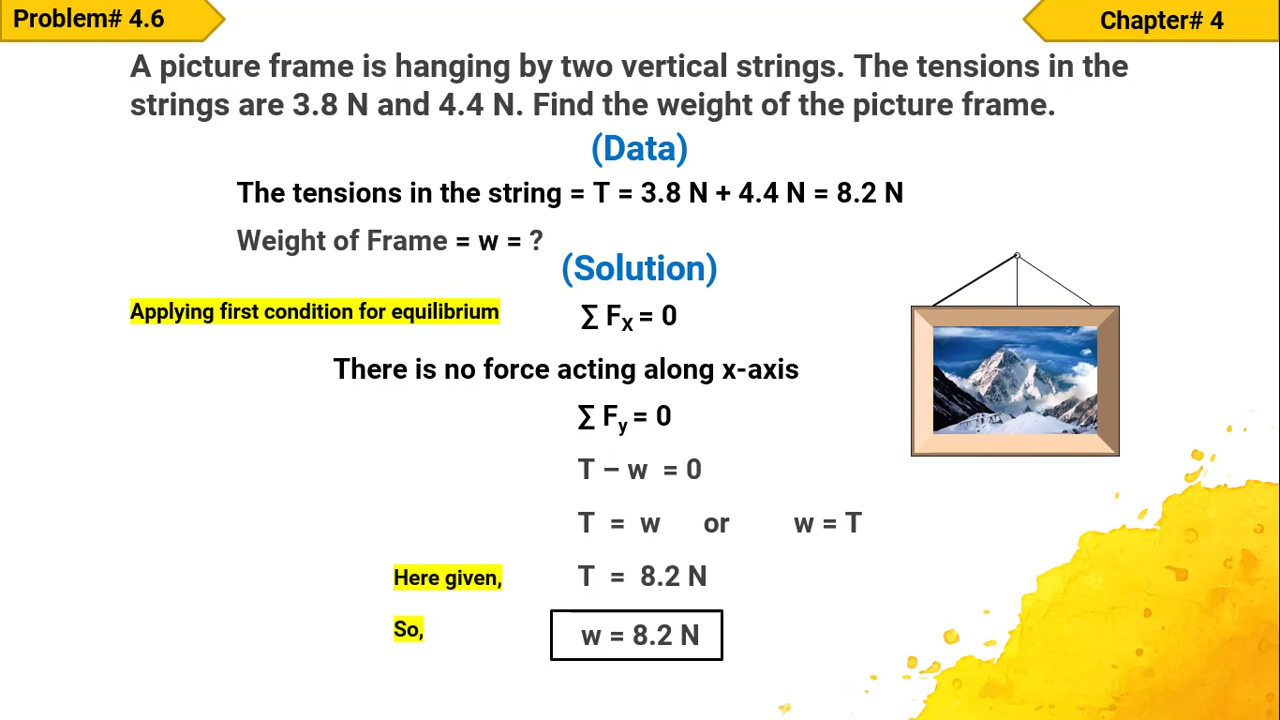 Problem# 4.6
Chapter# 4
A picture frame is hanging by two vertical strings. The tensions in the
strings are 3.8 N and 4.4 N. Find the weight of the picture frame.
(Data)
The tensions in the string = T = 3.8 N + 4.4 N = 8.2 N
Weight of Frame = w = ?
(Solution)
Applying first condition for equilibrium ∑ Fx = 0
There is no force acting along x-axis
∑ Fy = 0
T – w = 0
T = w or w = T
Here given, T = 8.2 N
So, w = 8.2 N